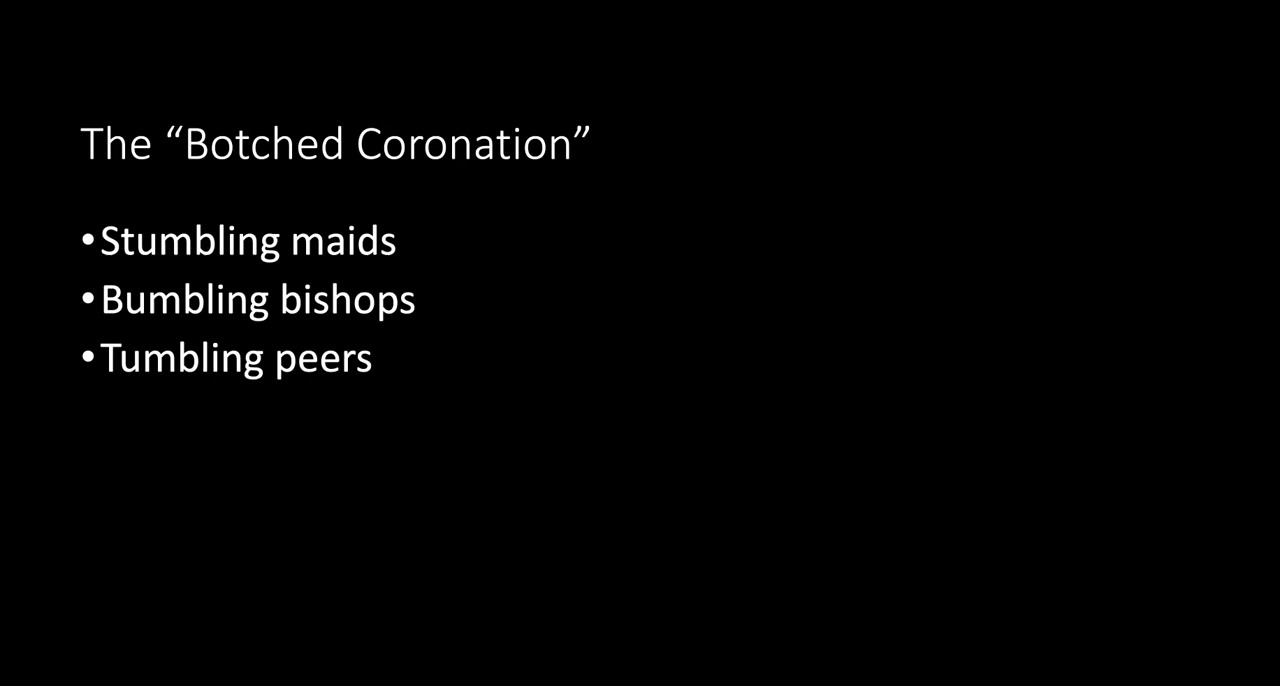 The “Botched Coronation”
•Stumbling maids
•Bumbling bishops
•Tumbling peers